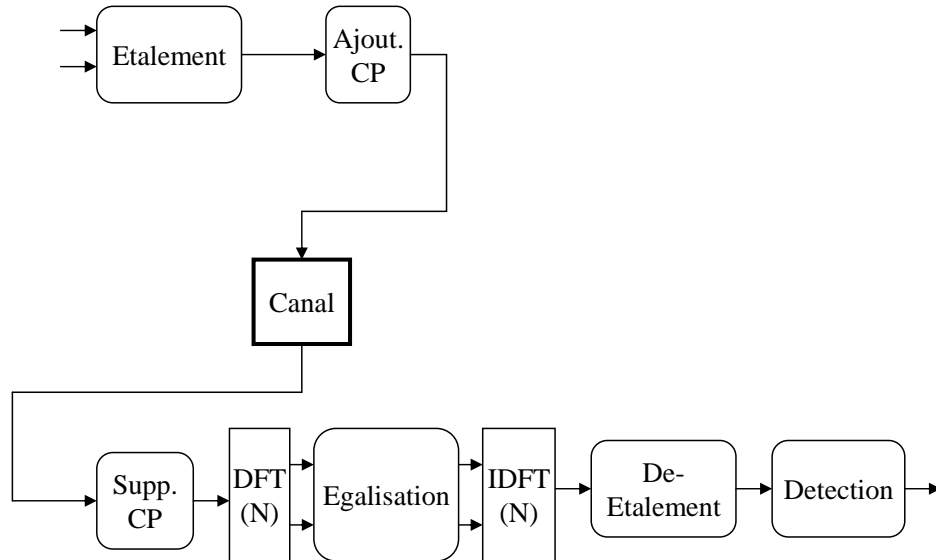 Etalement
Ajout.
CP
Canal
Supp.
CP
DFT
(N)
Egalisation
IDFT
(N)
De-
Etalement
Detection